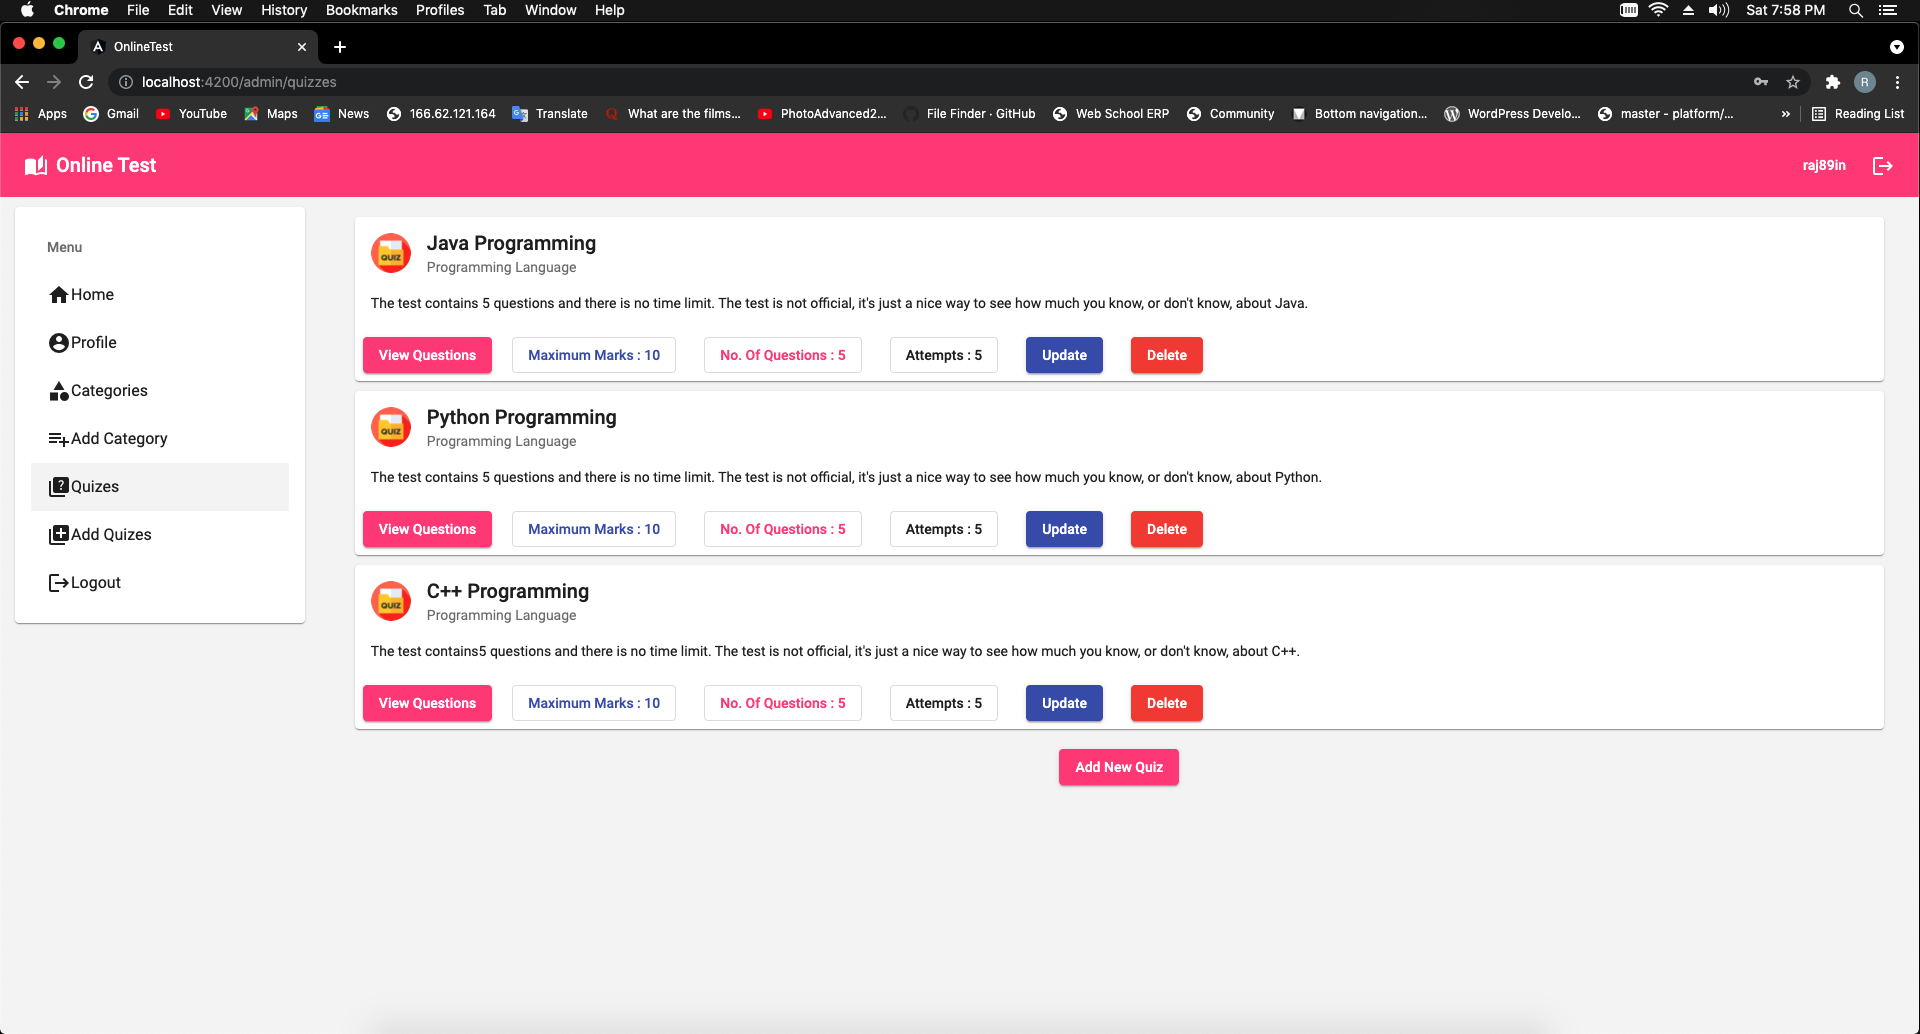 Chrome File Edit View History Bookmarks Profiles Tab Window Help Sat 7:58 PM
OnlineTest
localhost:4200/admin/quizzes R
Apps Gmail YouTube Maps News 166.62.121.164 Translate What are the films... PhotoAdvanced2... File Finder · GitHub Web School ERP Community Bottom navigation... WordPress Develo... master - platform/... » Reading List
Online Test raj89in
Menu
Home
Profile
Categories
Add Category
Quizes
Add Quizes
Logout
QUIZ
Java Programming
Programming Language
The test contains 5 questions and there is no time limit. The test is not official, it's just a nice way to see how much you know, or don't know, about Java.
View Questions Maximum Marks : 10 No. Of Questions : 5 Attempts : 5 Update Delete
QUIZ
Python Programming
Programming Language
The test contains 5 questions and there is no time limit. The test is not official, it's just a nice way to see how much you know, or don't know, about Python.
View Questions Maximum Marks : 10 No. Of Questions : 5 Attempts : 5 Update Delete
QUIZ
C++ Programming
Programming Language
The test contains5 questions and there is no time limit. The test is not official, it's just a nice way to see how much you know, or don't know, about C++.
View Questions Maximum Marks : 10 No. Of Questions : 5 Attempts : 5 Update Delete
Add New Quiz